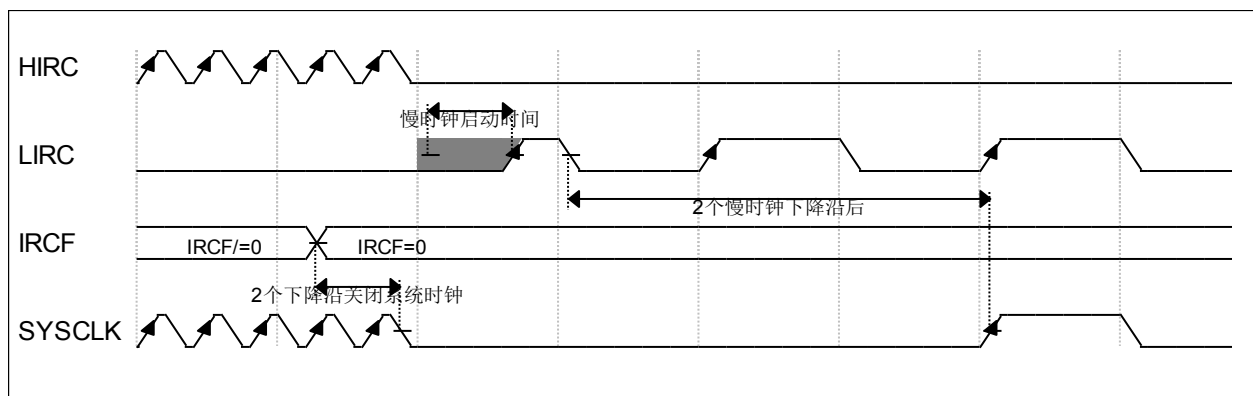 HIRC
慢时钟启动时间
LIRC
2个慢时钟下降沿后
IRCF
IRCF/=0
IRCF=0
2个下降沿关闭系统时钟
SYSCLK